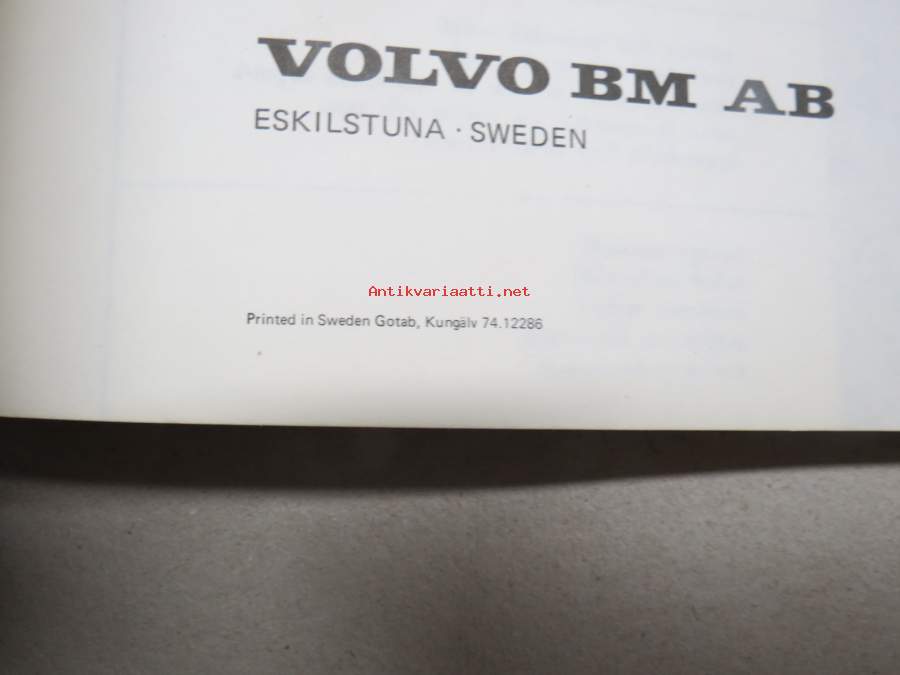 VOLVO BM AB
ESKILSTUNA · SWEDEN
Antikvariaatti.net
Printed in Sweden Gotab, Kungälv 74.12286